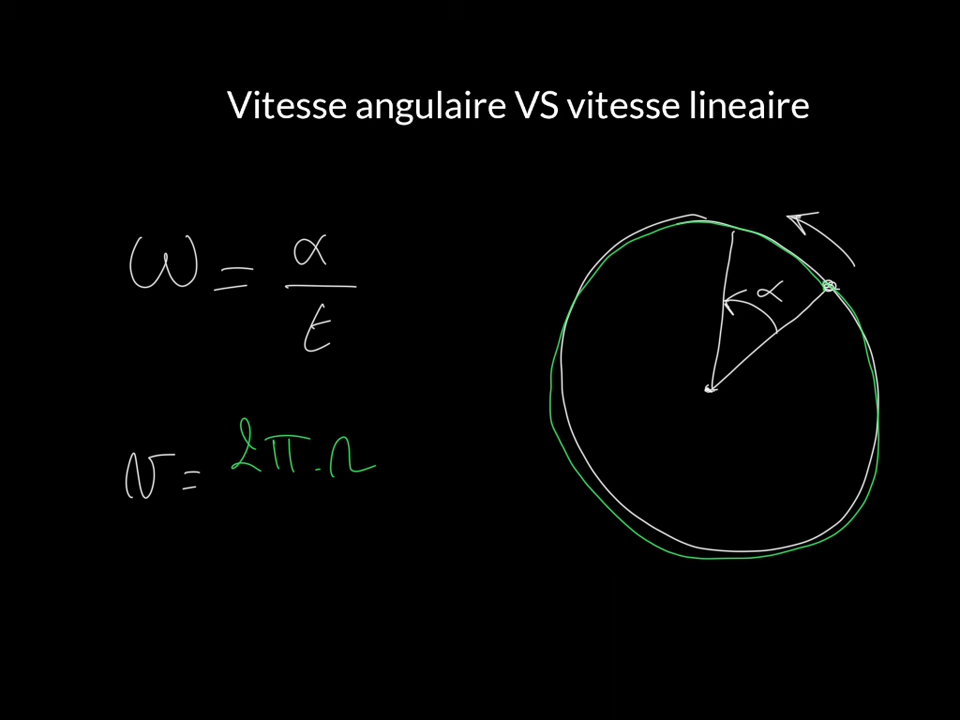 Vitesse angulaire VS vitesse lineaire
ω = α / t
α
v = 2π.r